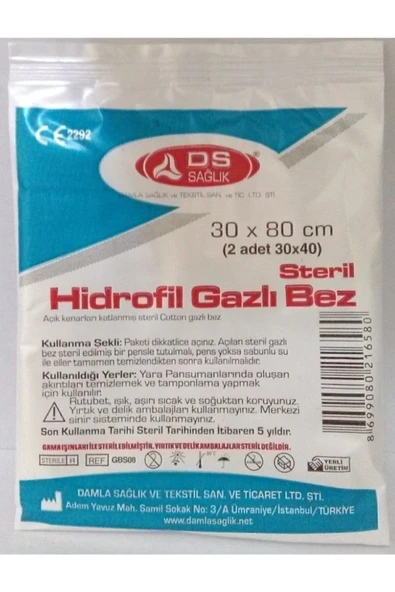 CE 2292
DS
SAĞLIK
DAMLA SAĞLIK VE TEKSTİL SAN. VE TİC. LTD. ŞTİ.
30 x 80 cm
(2 adet 30x40)
Steril
Hidrofil Gazlı Bez
Açık kenarları katlanmış steril Cotton gazlı bez
Kullanma Şekli: Paketi dikkatlice açınız. Açılan steril gazlı
bez steril edilmiş bir pensle tutulmalı, pens yoksa sabunlu su
ile eller tamamen temizlendikten sonra kullanılmalıdır.
Kullanıldığı Yerler: Yara Pansumanlarında oluşan
akıntıları temizlemek ve tamponlama yapmak
için kullanılır.
Rutubet, ışık, aşırı sıcak ve soğuktan koruyunuz.
Yırtık ve delik ambalajları kullanmayınız. Merkezi
sinir sisteminde kullanmayınız.
Son Kullanma Tarihi Steril Tarihinden İtibaren 5 yıldır.
GAMA IŞINLARI İLE STERİL EDİLMİŞTİR. YIRTIK VE DELİK AMBALAJLAR STERİL DEĞİLDİR.
STERILE R REF GBS08
YERLİ
ÜRETİM
8699080216580
DAMLA SAĞLIK VE TEKSTİL SAN. VE TİCARET LTD. ŞTİ.
Adem Yavuz Mah. Şamil Sokak No: 3/A Ümraniye/İstanbul/TÜRKİYE
www.damlasaglik.net